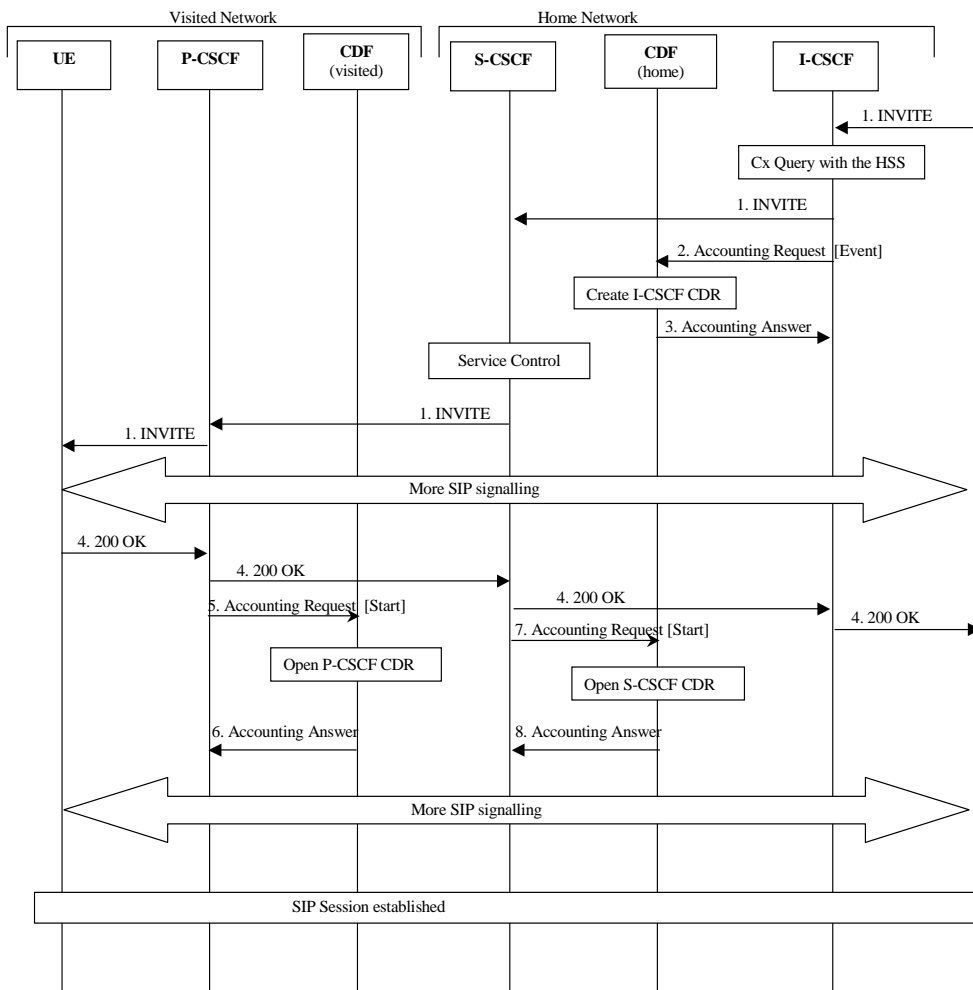 Visited Network
Home Network
UE
P-CSCF
CDF
(visited)
S-CSCF
CDF
(home)
I-CSCF
1. INVITE
Cx Query with the HSS
1. INVITE
2. Accounting Request [Event]
Create I-CSCF CDR
3. Accounting Answer
Service Control
1. INVITE
1. INVITE
More SIP signalling
4. 200 OK
4. 200 OK
5. Accounting Request [Start]
4. 200 OK
4. 200 OK
7. Accounting Request [Start]
Open P-CSCF CDR
Open S-CSCF CDR
6. Accounting Answer
8. Accounting Answer
More SIP signalling
SIP Session established